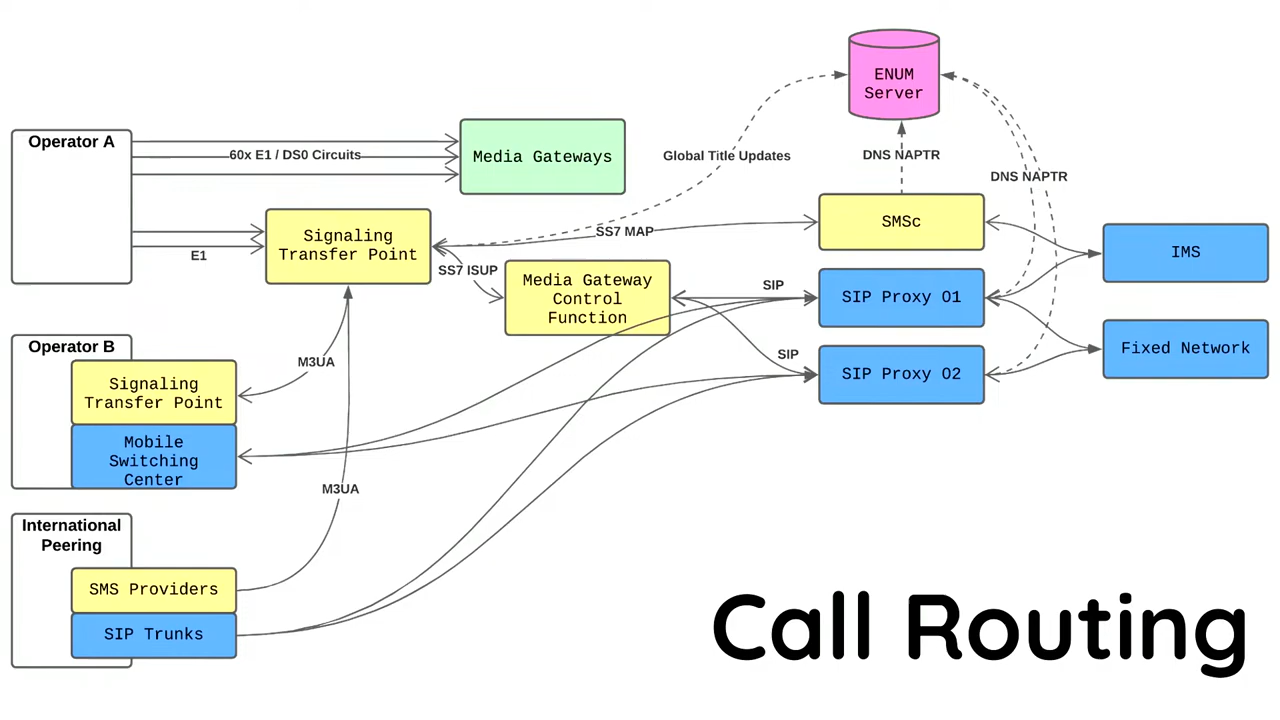 ENUM
Server
Operator A
60x E1 / DS0 Circuits
Media Gateways
Global Title Updates
DNS NAPTR
DNS NAPTR
E1
Signaling
Transfer Point
SS7 MAP
SMSc
SS7 ISUP
Media Gateway
Control
Function
SIP
SIP Proxy 01
IMS
Operator B
Signaling
Transfer Point
M3UA
SIP
SIP Proxy 02
Fixed Network
Mobile
Switching
Center
M3UA
International
Peering
SMS Providers
SIP Trunks
Call Routing